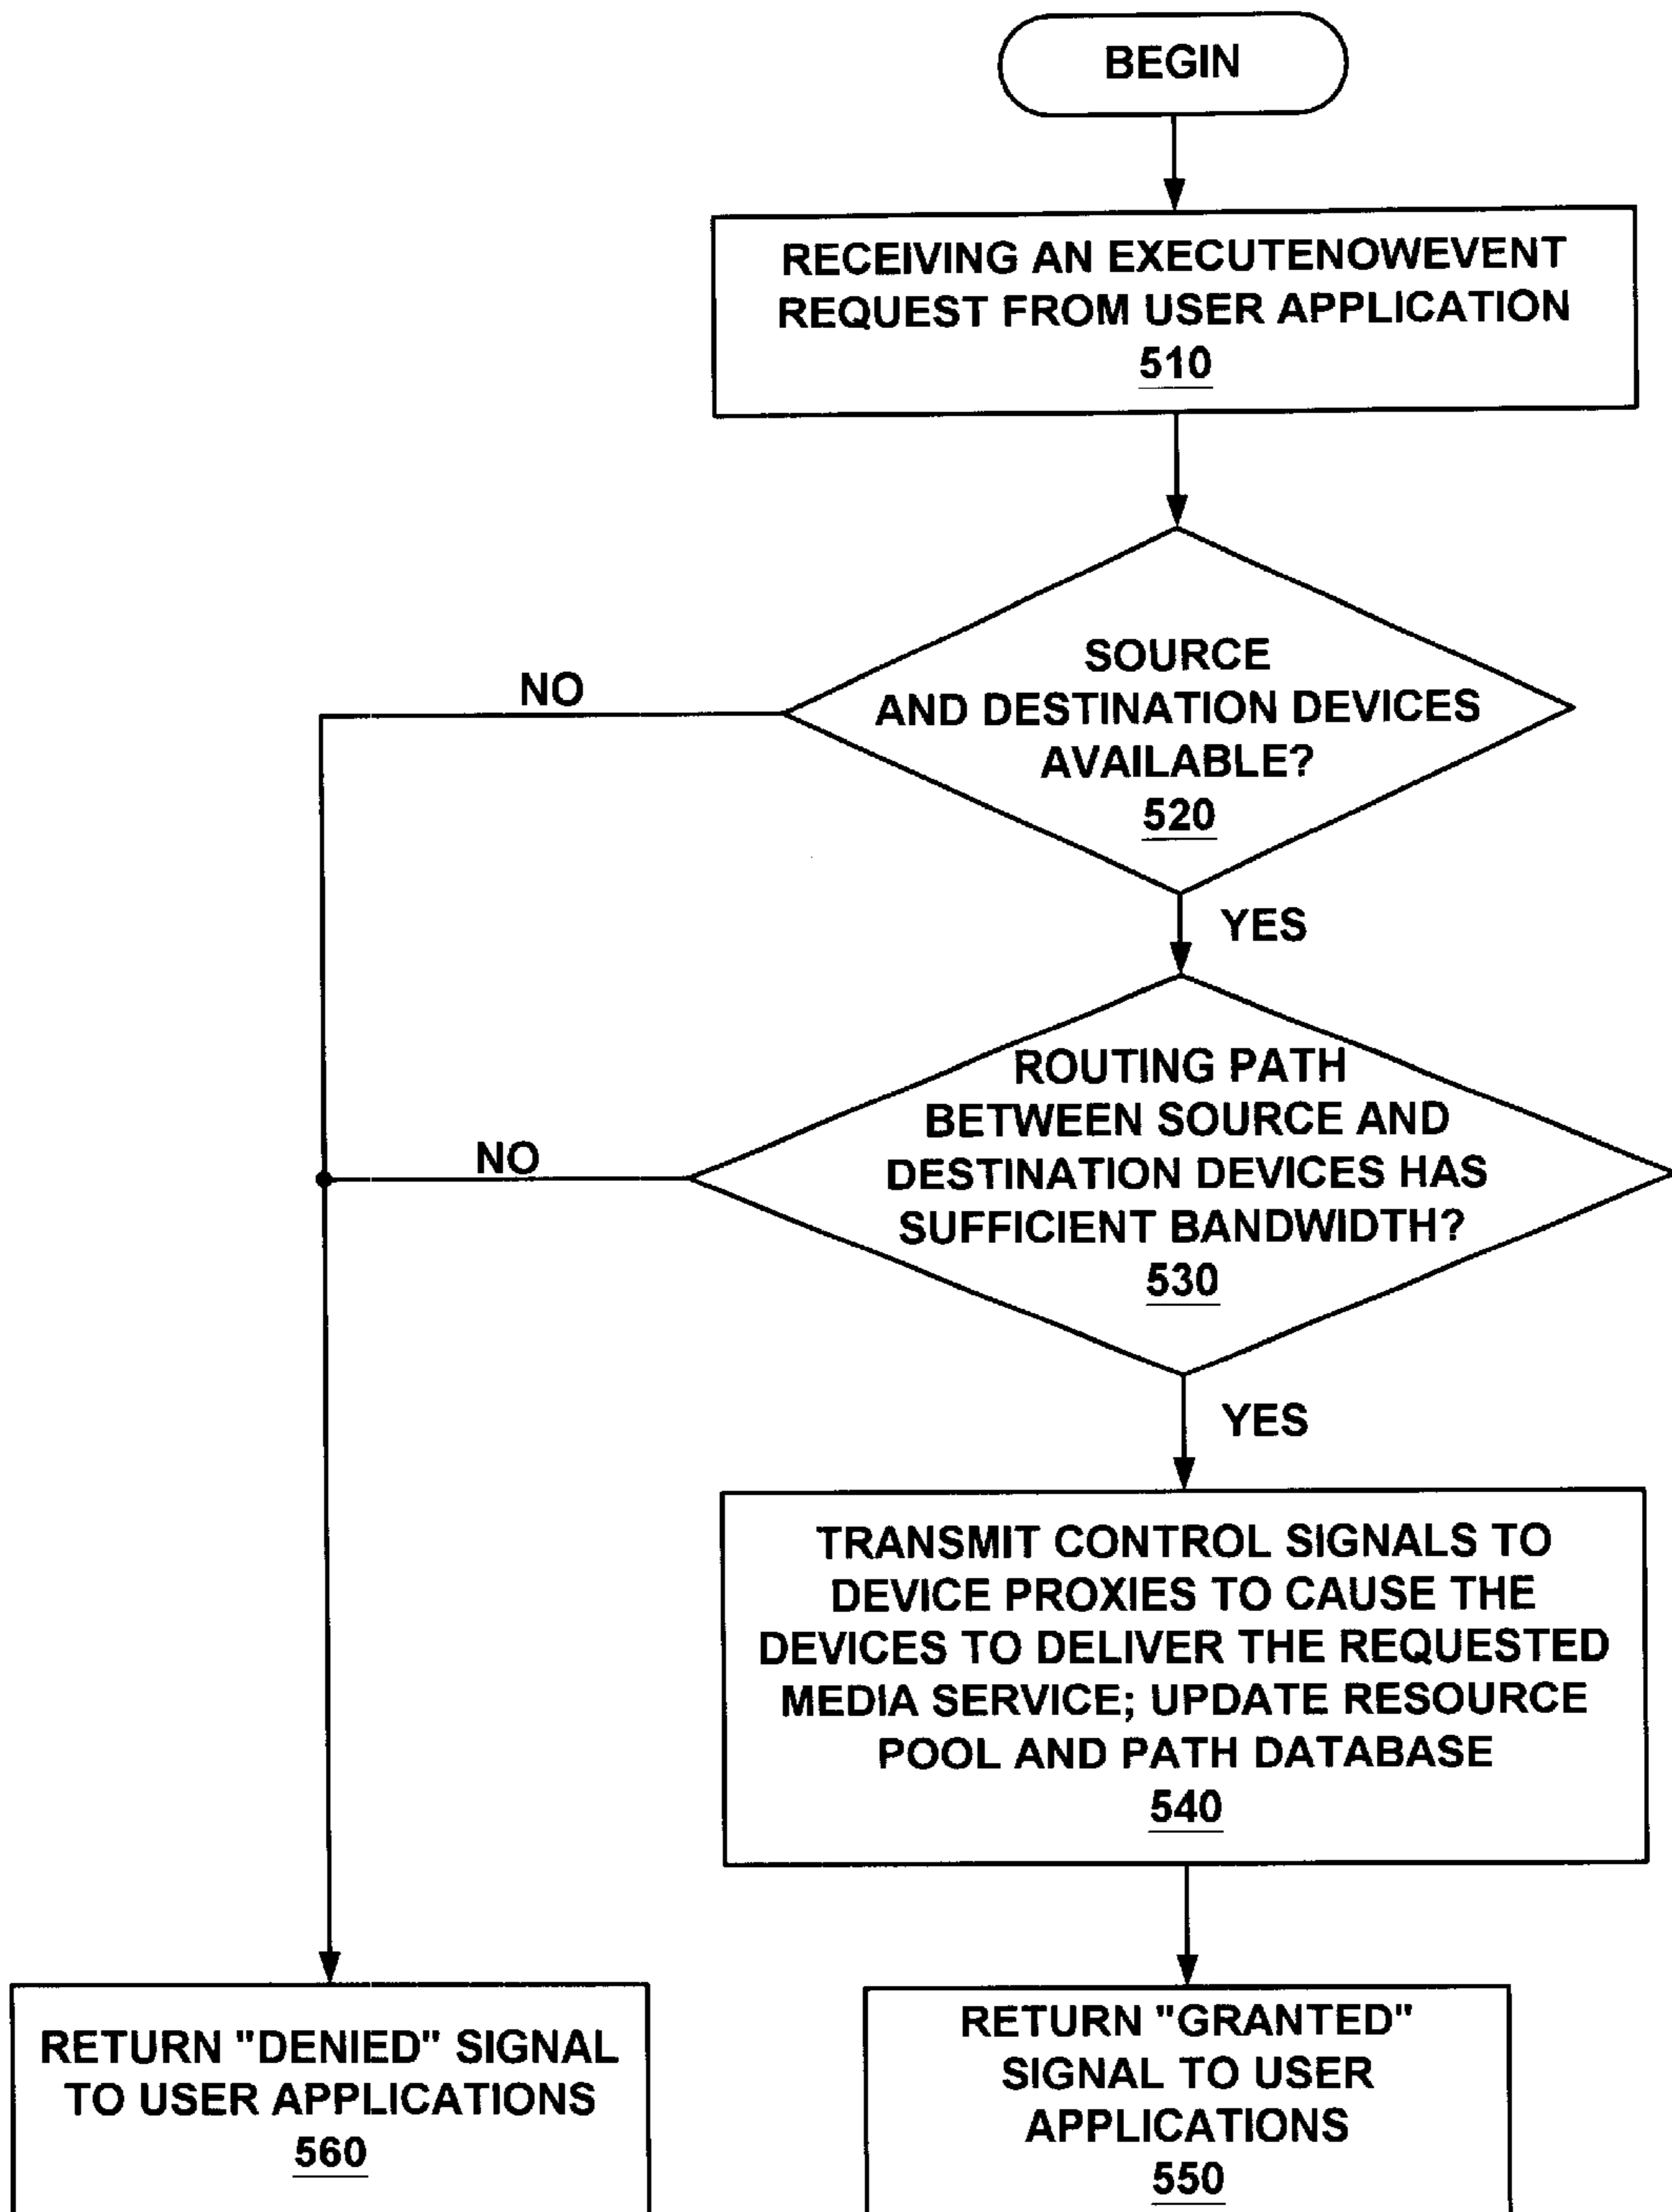 BEGIN
RECEIVING AN EXECUTENOWEVENT
REQUEST FROM USER APPLICATION
510
SOURCE
AND DESTINATION DEVICES
AVAILABLE?
520
NO
YES
ROUTING PATH
BETWEEN SOURCE AND
DESTINATION DEVICES HAS
SUFFICIENT BANDWIDTH?
530
NO
YES
TRANSMIT CONTROL SIGNALS TO
DEVICE PROXIES TO CAUSE THE
DEVICES TO DELIVER THE REQUESTED
MEDIA SERVICE; UPDATE RESOURCE
POOL AND PATH DATABASE
540
RETURN "DENIED" SIGNAL
TO USER APPLICATIONS
560
RETURN "GRANTED"
SIGNAL TO USER
APPLICATIONS
550